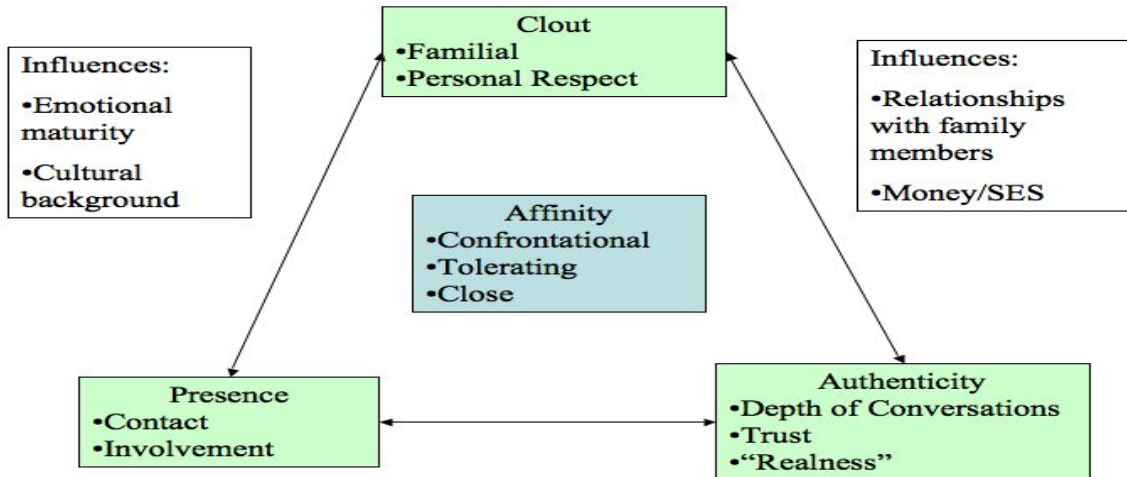 Clout
•Familial
•Personal Respect
Influences:
•Emotional
maturity
•Cultural
background
Influences:
•Relationships
with family
members
•Money/SES
Affinity
•Confrontational
•Tolerating
•Close
Presence
•Contact
•Involvement
Authenticity
•Depth of Conversations
•Trust
•“Realness”